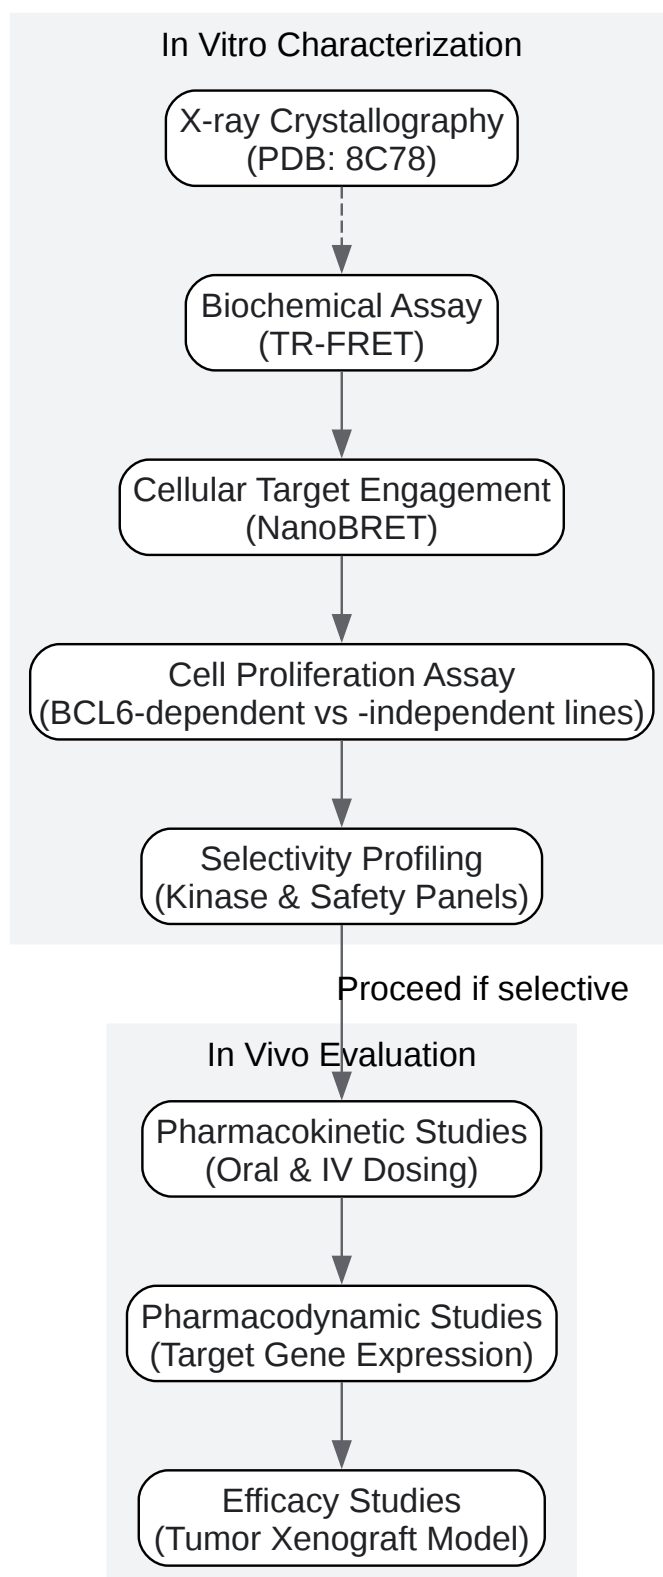 In Vitro Characterization
X-ray Crystallography
(PDB: 8C78)
Biochemical Assay
(TR-FRET)
Cellular Target Engagement
(NanoBRET)
Cell Proliferation Assay
(BCL6-dependent vs -independent lines)
Selectivity Profiling
(Kinase & Safety Panels)
Proceed if selective
In Vivo Evaluation
Pharmacokinetic Studies
(Oral & IV Dosing)
Pharmacodynamic Studies
(Target Gene Expression)
Efficacy Studies
(Tumor Xenograft Model)